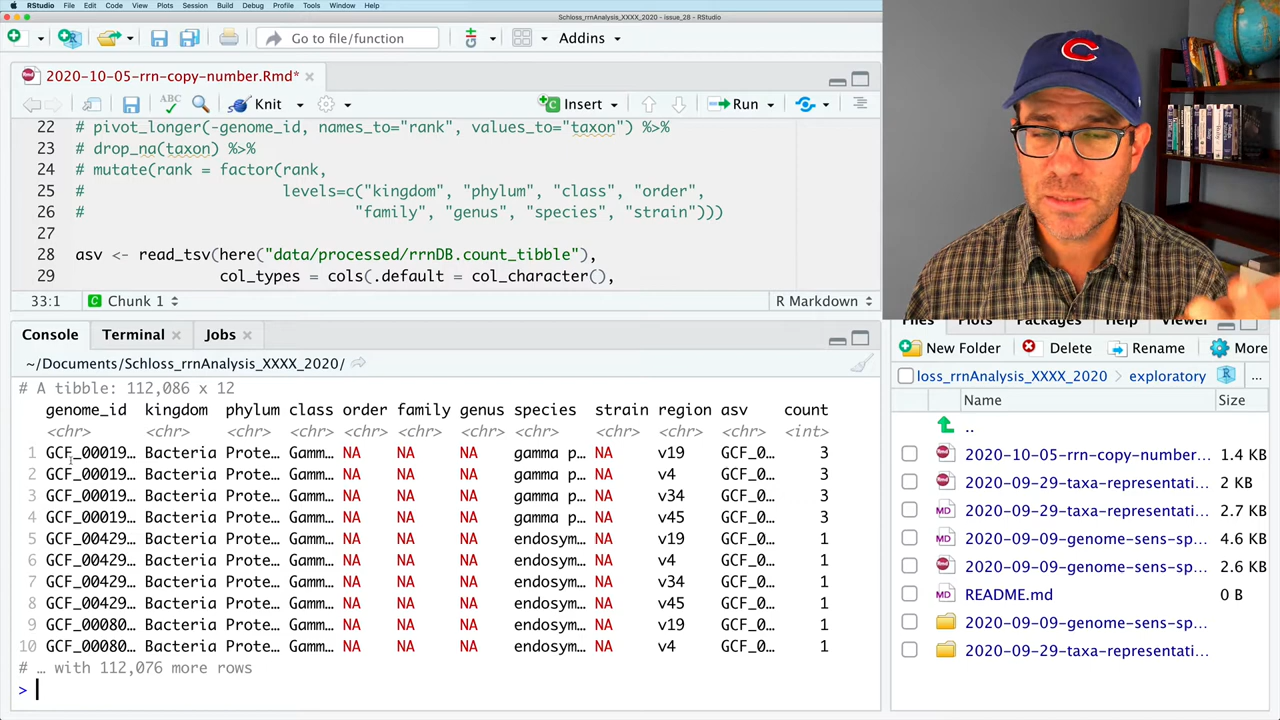 RStudio File Edit Code View Plots Session Build Debug Profile Tools Window Help
Schloss_rrnAnalysis_XXXX_2020 - issue_28 - RStudio
Go to file/function Addins
2020-10-05-rrn-copy-number.Rmd*
ABC Knit Insert Run
22 # pivot_longer(-genome_id, names_to="rank", values_to="taxon") %>%
23 # drop_na(taxon) %>%
24 # mutate(rank = factor(rank,
25 # levels=c("kingdom", "phylum", "class", "order",
26 # "family", "genus", "species", "strain")))
27
28 asv <- read_tsv(here("data/processed/rrnDB.count_tibble"),
29 col_types = cols(.default = col_character(),
33:1 Chunk 1 R Markdown
Console Terminal Jobs
~/Documents/Schloss_rrnAnalysis_XXXX_2020/
# A tibble: 112,086 x 12
genome_id kingdom phylum class order family genus species strain region asv count
<chr> <chr> <chr> <chr> <chr> <chr> <chr> <chr> <chr> <chr> <chr> <int>
1 GCF_00019… Bacteria Prote… Gamm… NA NA NA gamma p… NA v19 GCF_0… 3
2 GCF_00019… Bacteria Prote… Gamm… NA NA NA gamma p… NA v4 GCF_0… 3
3 GCF_00019… Bacteria Prote… Gamm… NA NA NA gamma p… NA v34 GCF_0… 3
4 GCF_00019… Bacteria Prote… Gamm… NA NA NA gamma p… NA v45 GCF_0… 3
5 GCF_00429… Bacteria Prote… Gamm… NA NA NA endosym… NA v19 GCF_0… 1
6 GCF_00429… Bacteria Prote… Gamm… NA NA NA endosym… NA v4 GCF_0… 1
7 GCF_00429… Bacteria Prote… Gamm… NA NA NA endosym… NA v34 GCF_0… 1
8 GCF_00429… Bacteria Prote… Gamm… NA NA NA endosym… NA v45 GCF_0… 1
9 GCF_00080… Bacteria Prote… Gamm… NA NA NA endosym… NA v19 GCF_0… 1
10 GCF_00080… Bacteria Prote… Gamm… NA NA NA endosym… NA v4 GCF_0… 1
# … with 112,076 more rows
>
C
Files Plots Packages Help Viewer
New Folder Delete Rename More
loss_rrnAnalysis_XXXX_2020 exploratory ...
Name Size
..
2020-10-05-rrn-copy-number... 1.4 KB
2020-09-29-taxa-representati... 2 KB
2020-09-29-taxa-representati... 2.7 KB
2020-09-09-genome-sens-sp... 4.6 KB
2020-09-09-genome-sens-sp... 2.6 KB
README.md 0 B
2020-09-09-genome-sens-sp...
2020-09-29-taxa-representati...